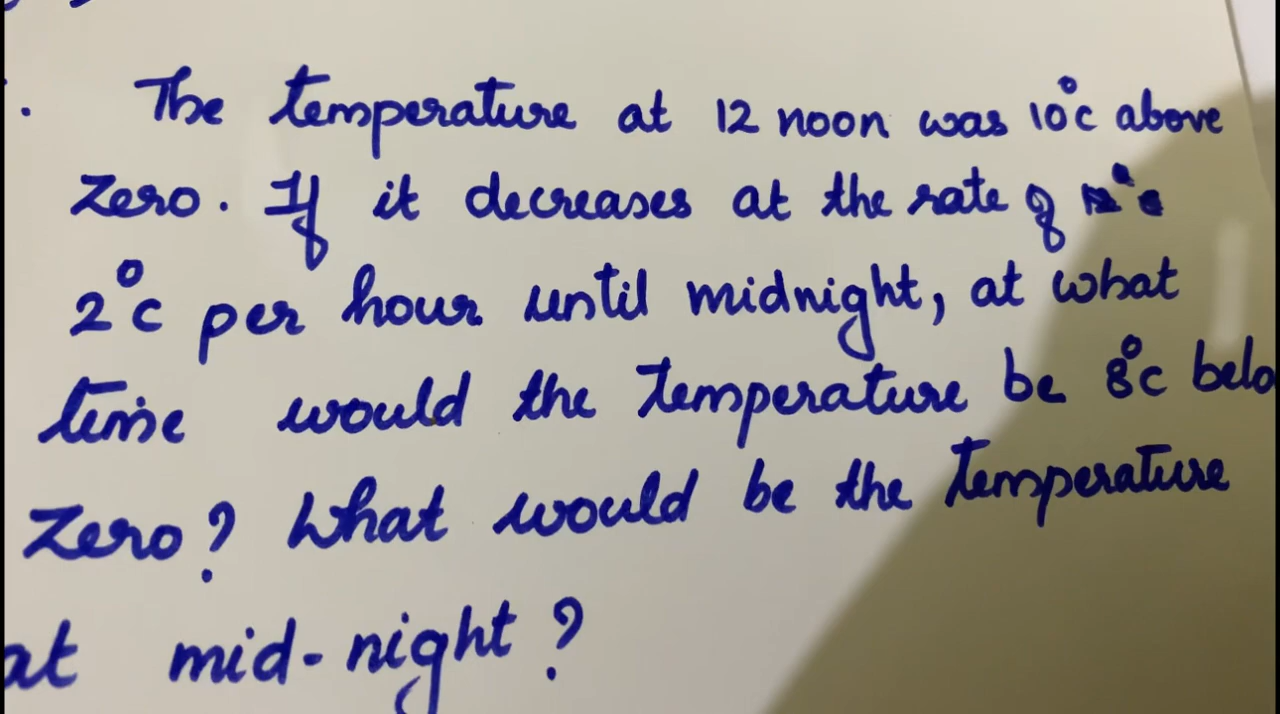 . The temperature at 12 noon was 10°c above
Zero. If it decreases at the rate of
2°c per hour until midnight, at what
time would the temperature be 8°c belo
Zero? What would be the temperature
at mid-night?